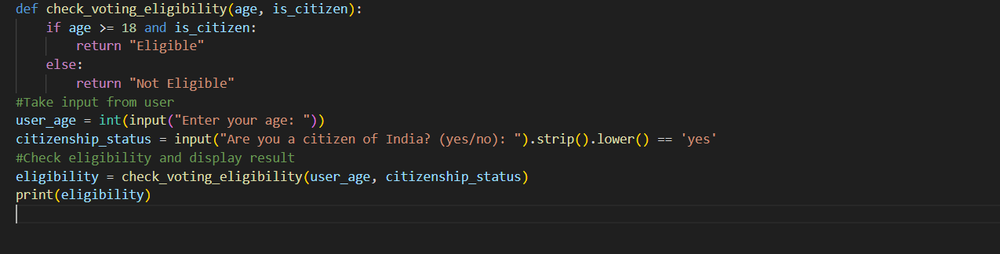 def check_voting_eligibility(age, is_citizen):
    if age >= 18 and is_citizen:
        return "Eligible"
    else:
        return "Not Eligible"
#Take input from user
user_age = int(input("Enter your age: "))
citizenship_status = input("Are you a citizen of India? (yes/no): ").strip().lower() == 'yes'
#Check eligibility and display result
eligibility = check_voting_eligibility(user_age, citizenship_status)
print(eligibility)